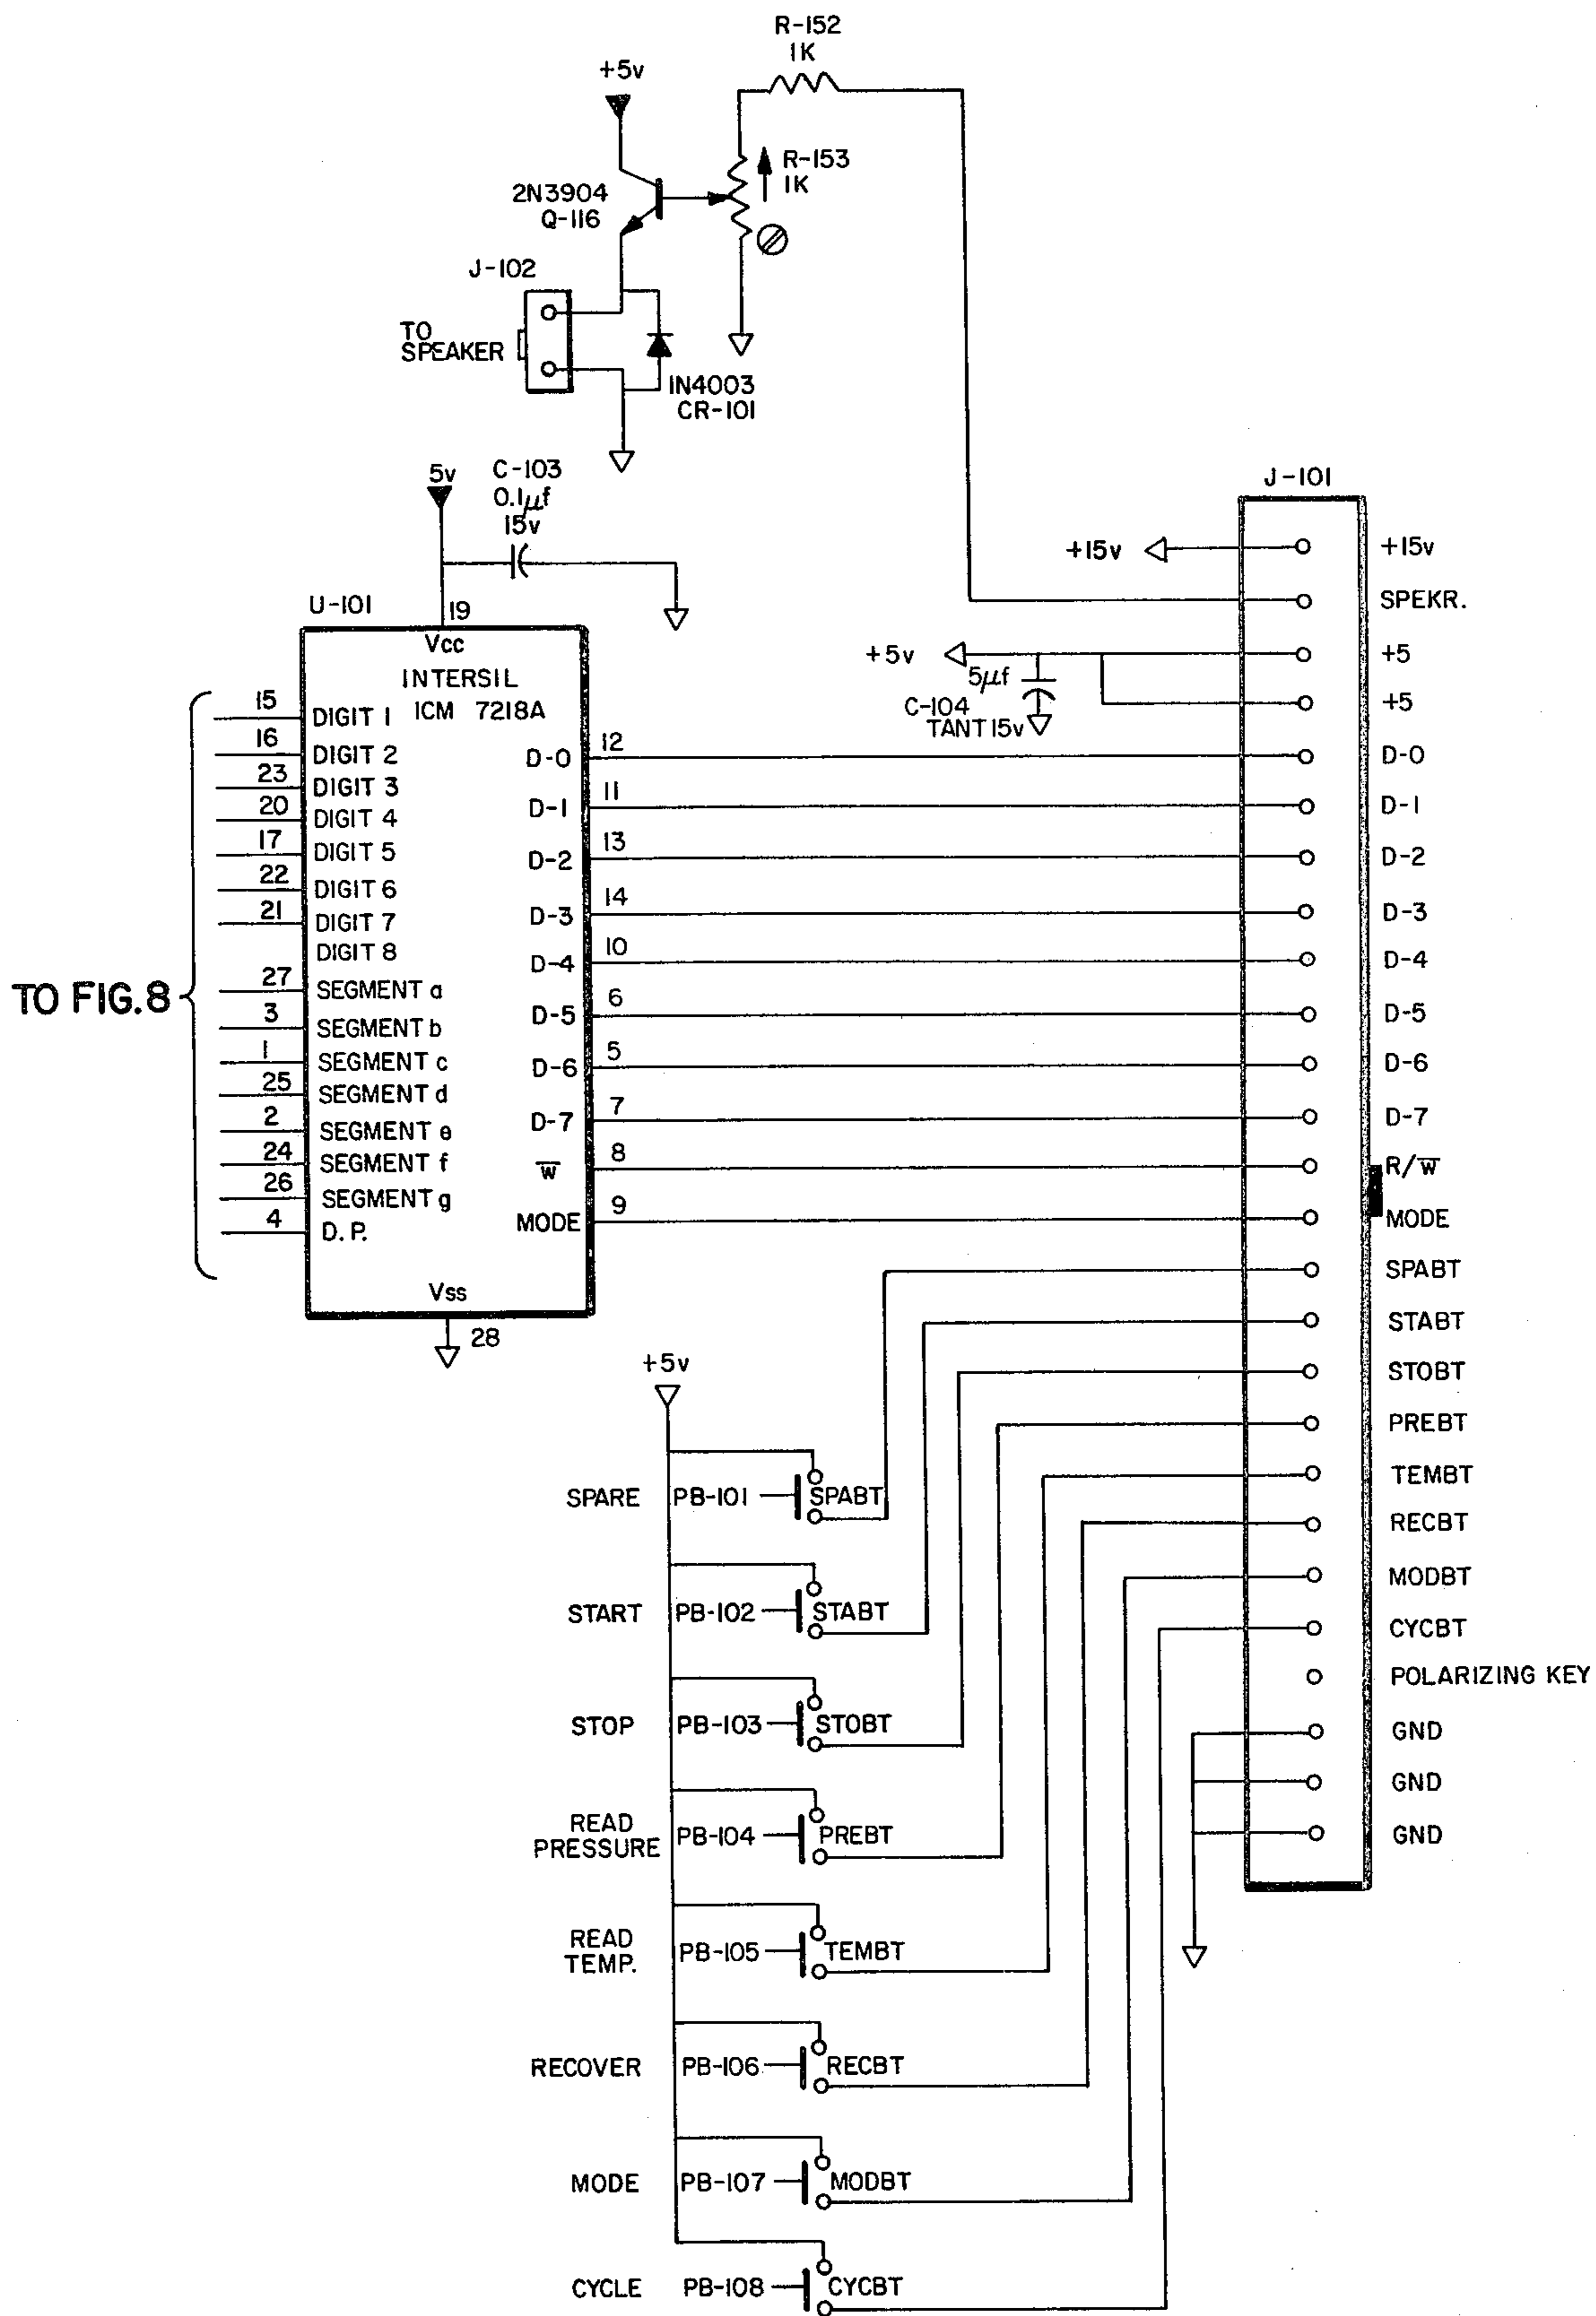 R-152
1K
+5v
R-153
1K
2N3904
Q-116
J-102
TO
SPEAKER
1N4003
CR-101
5v
C-103
0.1μf
15v
J-101
+15v
+15v
SPEKR.
+5v
5μf
C-104
TANT 15v
+5
+5
U-101
19
Vcc
INTERSIL
ICM 7218A
15 DIGIT 1
16 DIGIT 2
23 DIGIT 3
20 DIGIT 4
17 DIGIT 5
22 DIGIT 6
21 DIGIT 7
DIGIT 8
TO FIG.8
27 SEGMENT a
3 SEGMENT b
1 SEGMENT c
25 SEGMENT d
2 SEGMENT e
24 SEGMENT f
26 SEGMENT g
4 D.P.
D-0 12 D-0
D-1 11 D-1
D-2 13 D-2
D-3 14 D-3
D-4 10 D-4
D-5 6 D-5
D-6 5 D-6
D-7 7 D-7
W̅ 8 R/W̅
MODE 9 MODE
Vss
28
SPABT
STABT
STOBT
PREBT
TEMBT
RECBT
MODBT
CYCBT
POLARIZING KEY
GND
GND
GND
+5v
SPARE PB-101 SPABT
START PB-102 STABT
STOP PB-103 STOBT
READ
PRESSURE PB-104 PREBT
READ
TEMP. PB-105 TEMBT
RECOVER PB-106 RECBT
MODE PB-107 MODBT
CYCLE PB-108 CYCBT